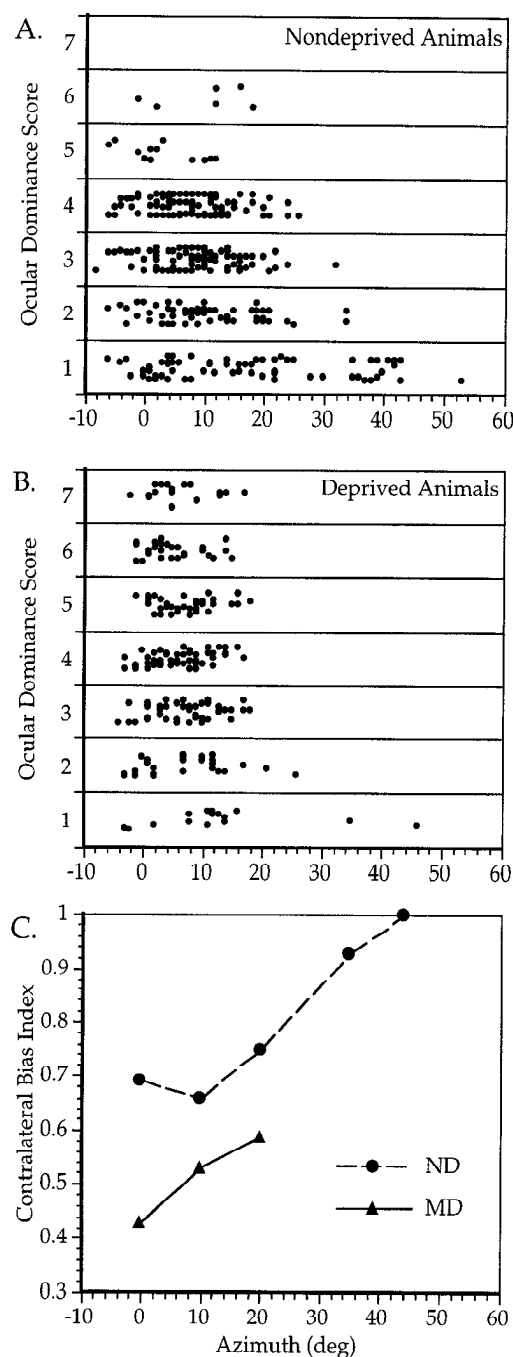 A.
Nondeprived Animals
Ocular Dominance Score
7
6
5
4
3
2
1
-10 0 10 20 30 40 50 60
B.
Deprived Animals
Ocular Dominance Score
7
6
5
4
3
2
1
-10 0 10 20 30 40 50 60
C.
Contralateral Bias Index
1
0.9
0.8
0.7
0.6
0.5
0.4
0.3
ND
MD
-10 0 10 20 30 40 50 60
Azimuth (deg)